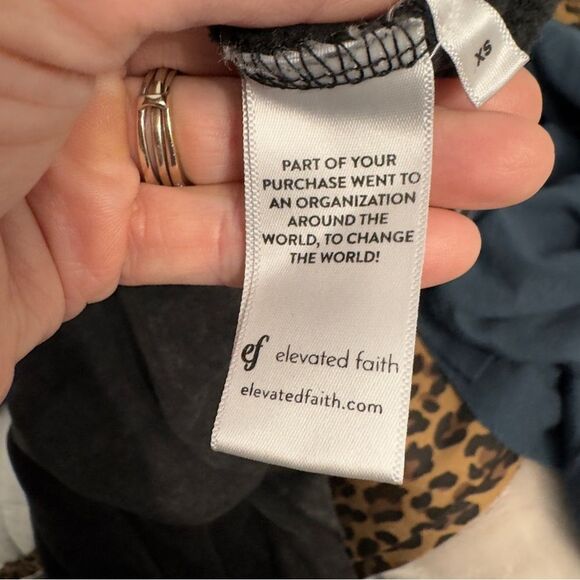 XS
PART OF YOUR
PURCHASE WENT TO
AN ORGANIZATION
AROUND THE
WORLD, TO CHANGE
THE WORLD!
ef elevated faith
elevatedfaith.com